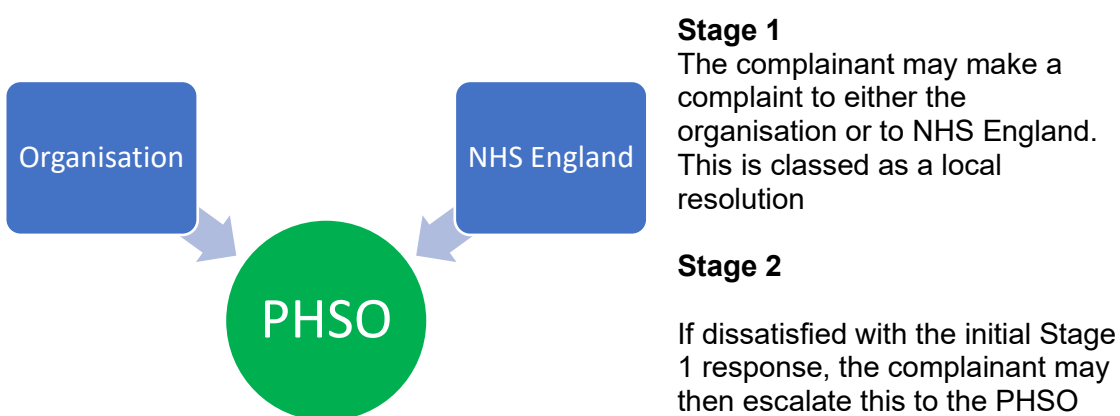 Organisation
NHS England
PHSO
Stage 1
The complainant may make a
complaint to either the
organisation or to NHS England.
This is classed as a local
resolution
Stage 2
If dissatisfied with the initial Stage
1 response, the complainant may
then escalate this to the PHSO